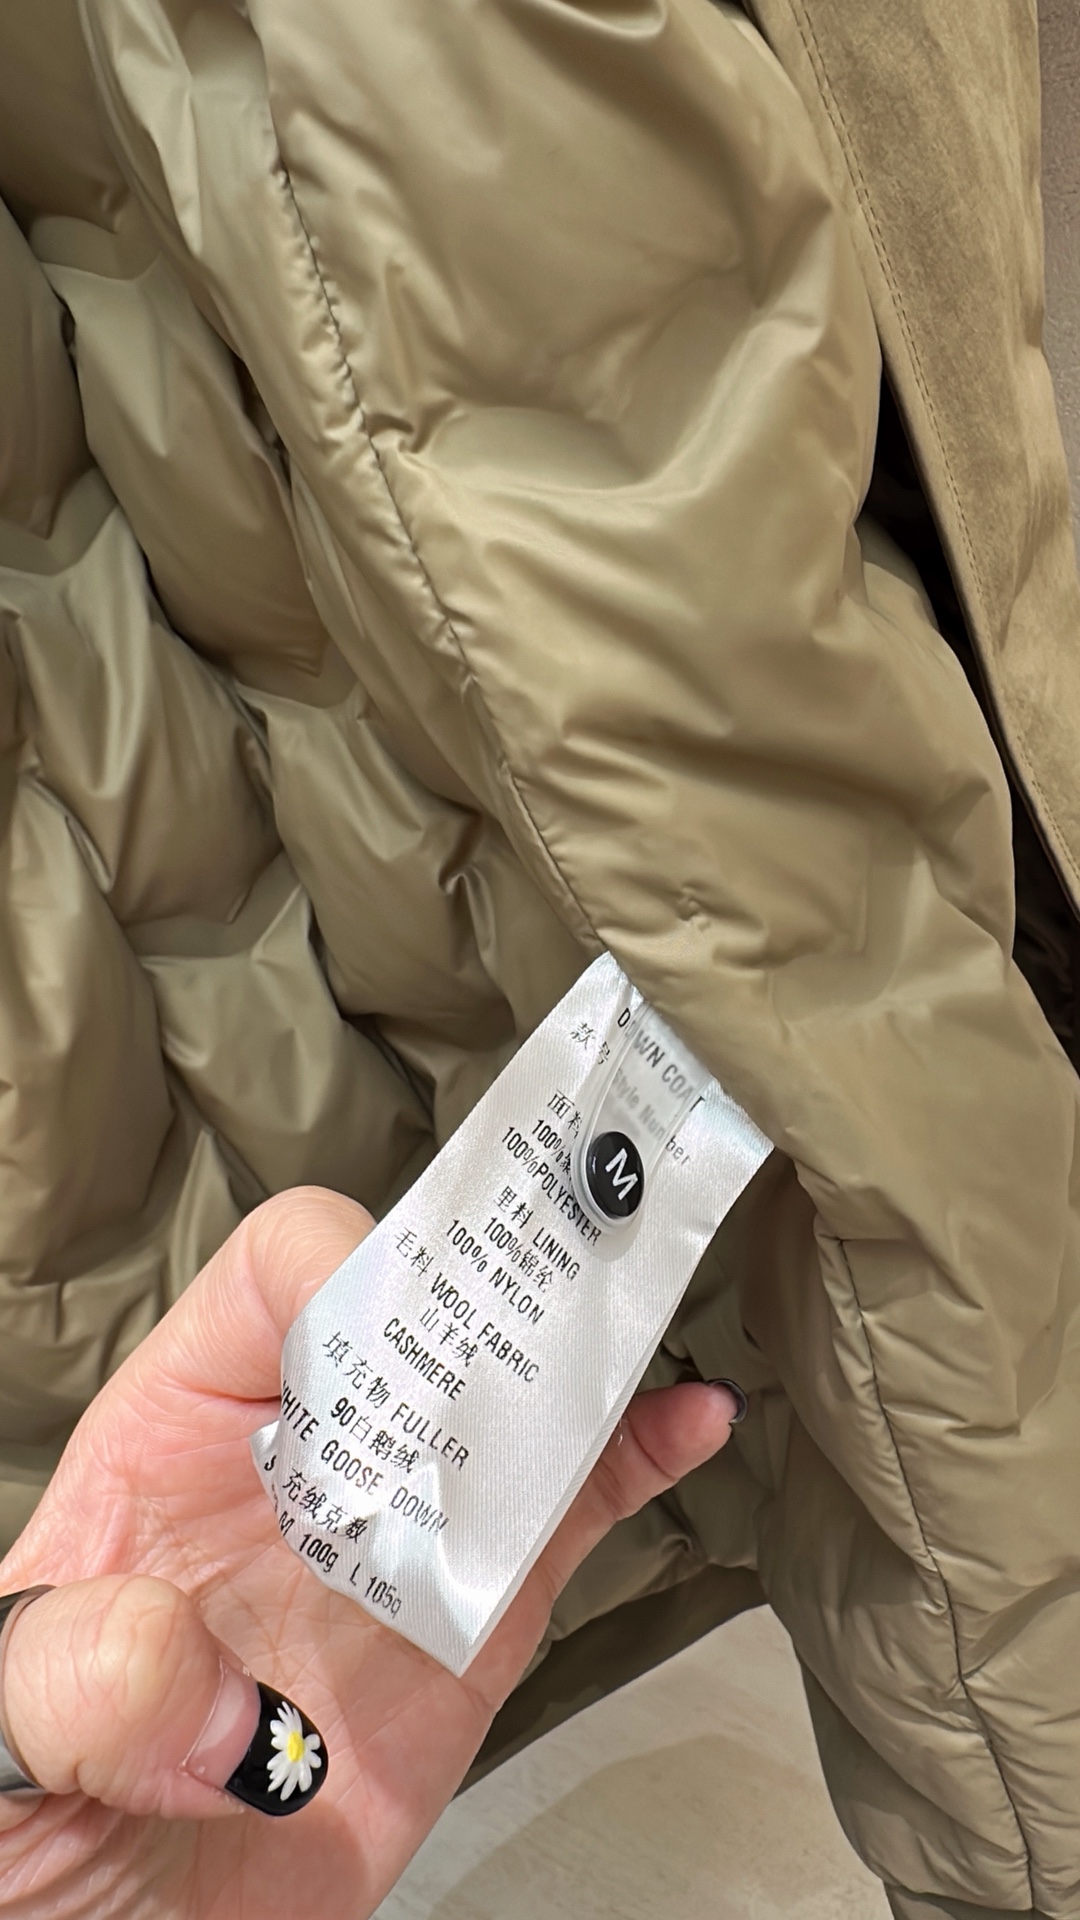 DOWN COAT
款号 Style Number
面料
100%
100%POLYESTER
M
里料 LINING
100%锦纶
100% NYLON
毛料 WOOL FABRIC
山羊绒
CASHMERE
填充物 FULLER
90白鹅绒
WHITE GOOSE DOWN
充绒克数
S
M 100g L 105g